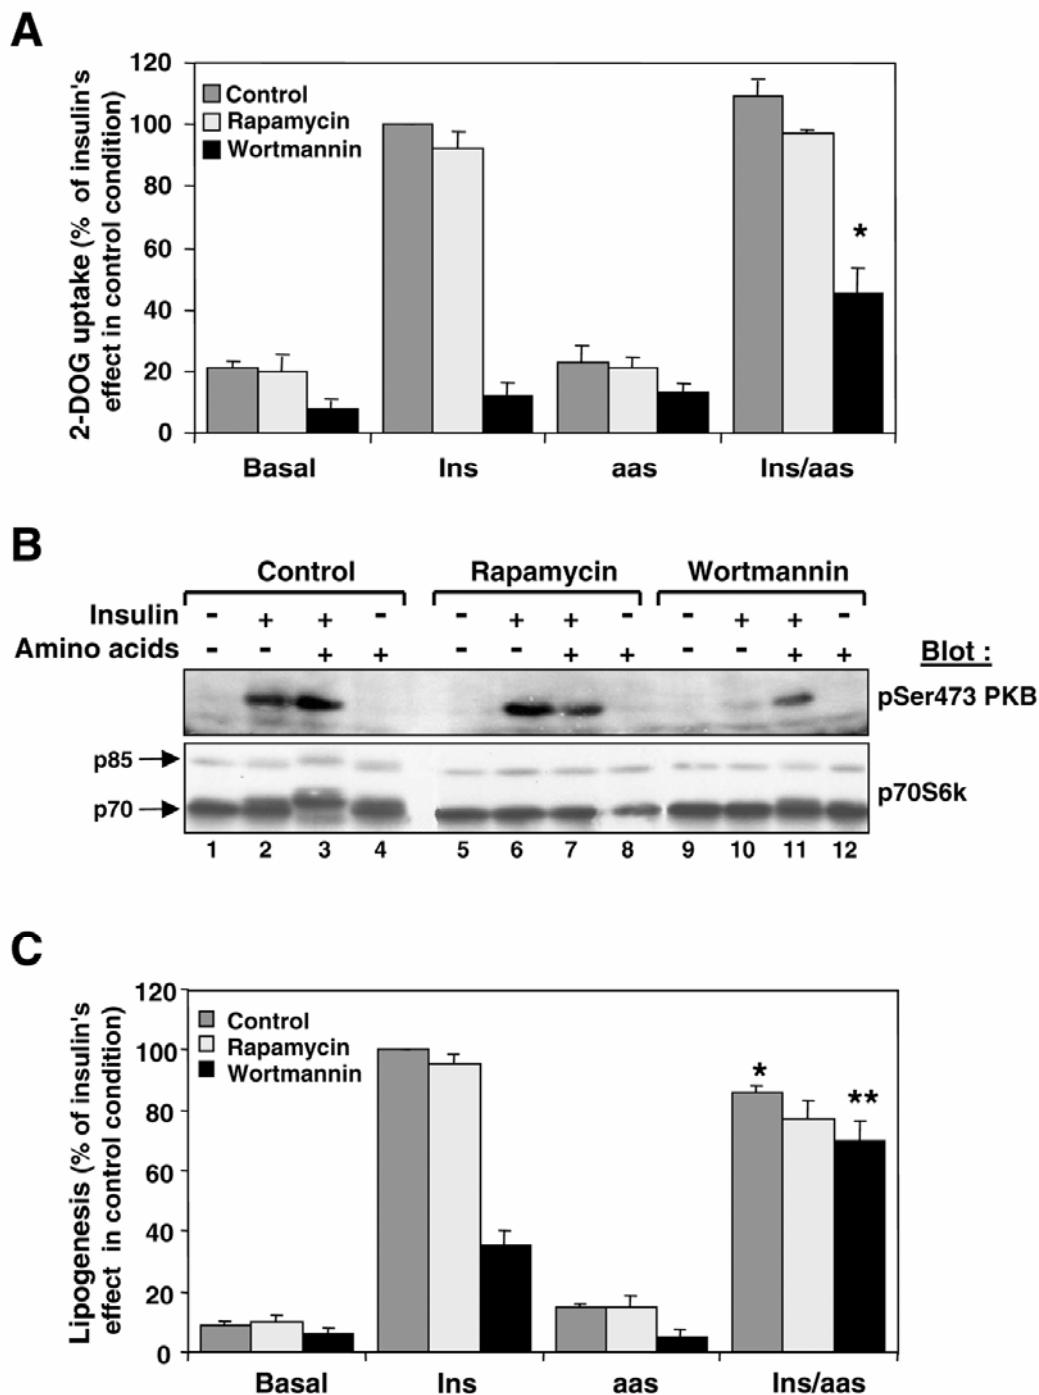 A
2-DOG uptake (% of insulin's
effect in control condition)
120
100
80
60
40
20
0
Control
Rapamycin
Wortmannin
*
Basal Ins aas Ins/aas
B
Control Rapamycin Wortmannin
Insulin - + + - - + + - - + + -
Amino acids - - + + - - + + - - + +
Blot :
pSer473 PKB
p85
p70
p70S6k
1 2 3 4 5 6 7 8 9 10 11 12
C
Lipogenesis (% of insulin's
effect in control condition)
120
100
80
60
40
20
0
Control
Rapamycin
Wortmannin
*
**
Basal Ins aas Ins/aas